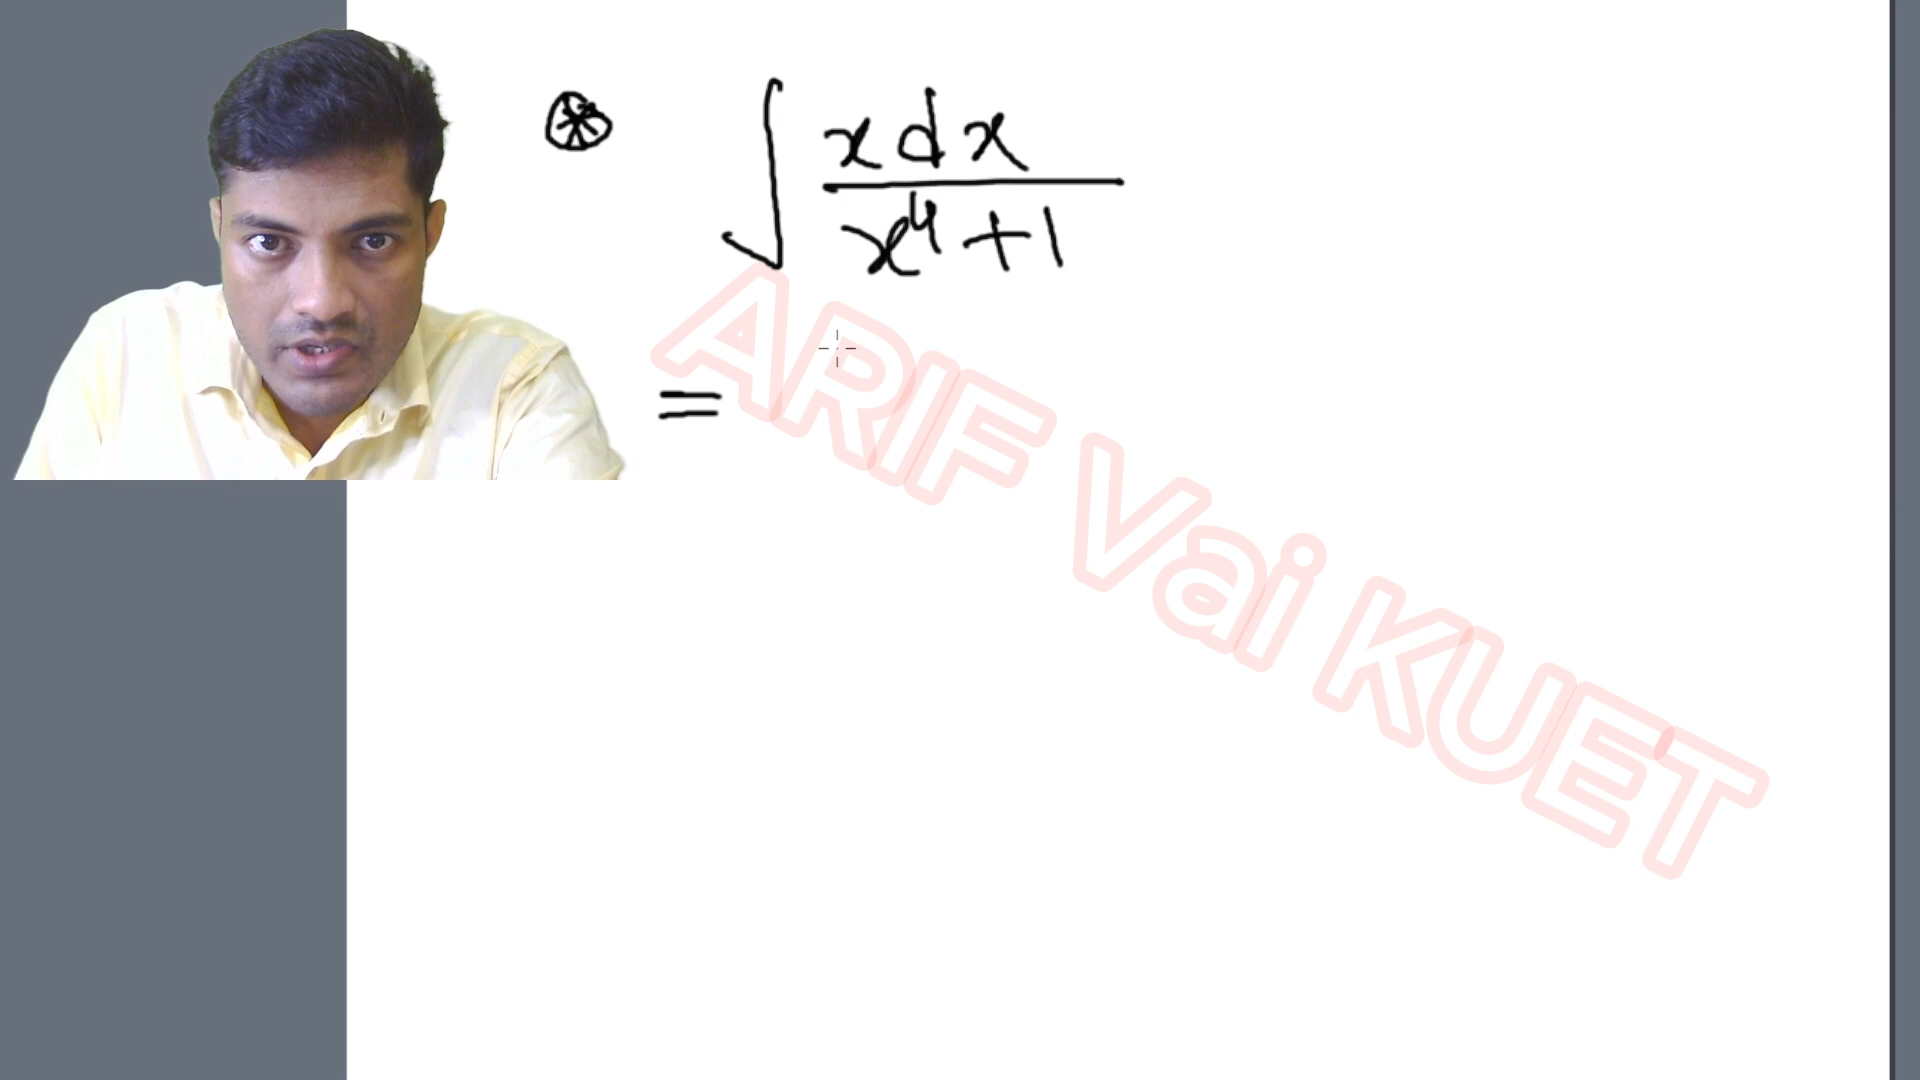 ⊛ ∫ x dx / x⁴ + 1
=
ARIF Vai KUET